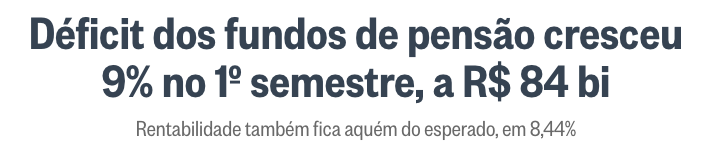 Déficit dos fundos de pensão cresceu
9% no 1º semestre, a R$ 84 bi
Rentabilidade também fica aquém do esperado, em 8,44%